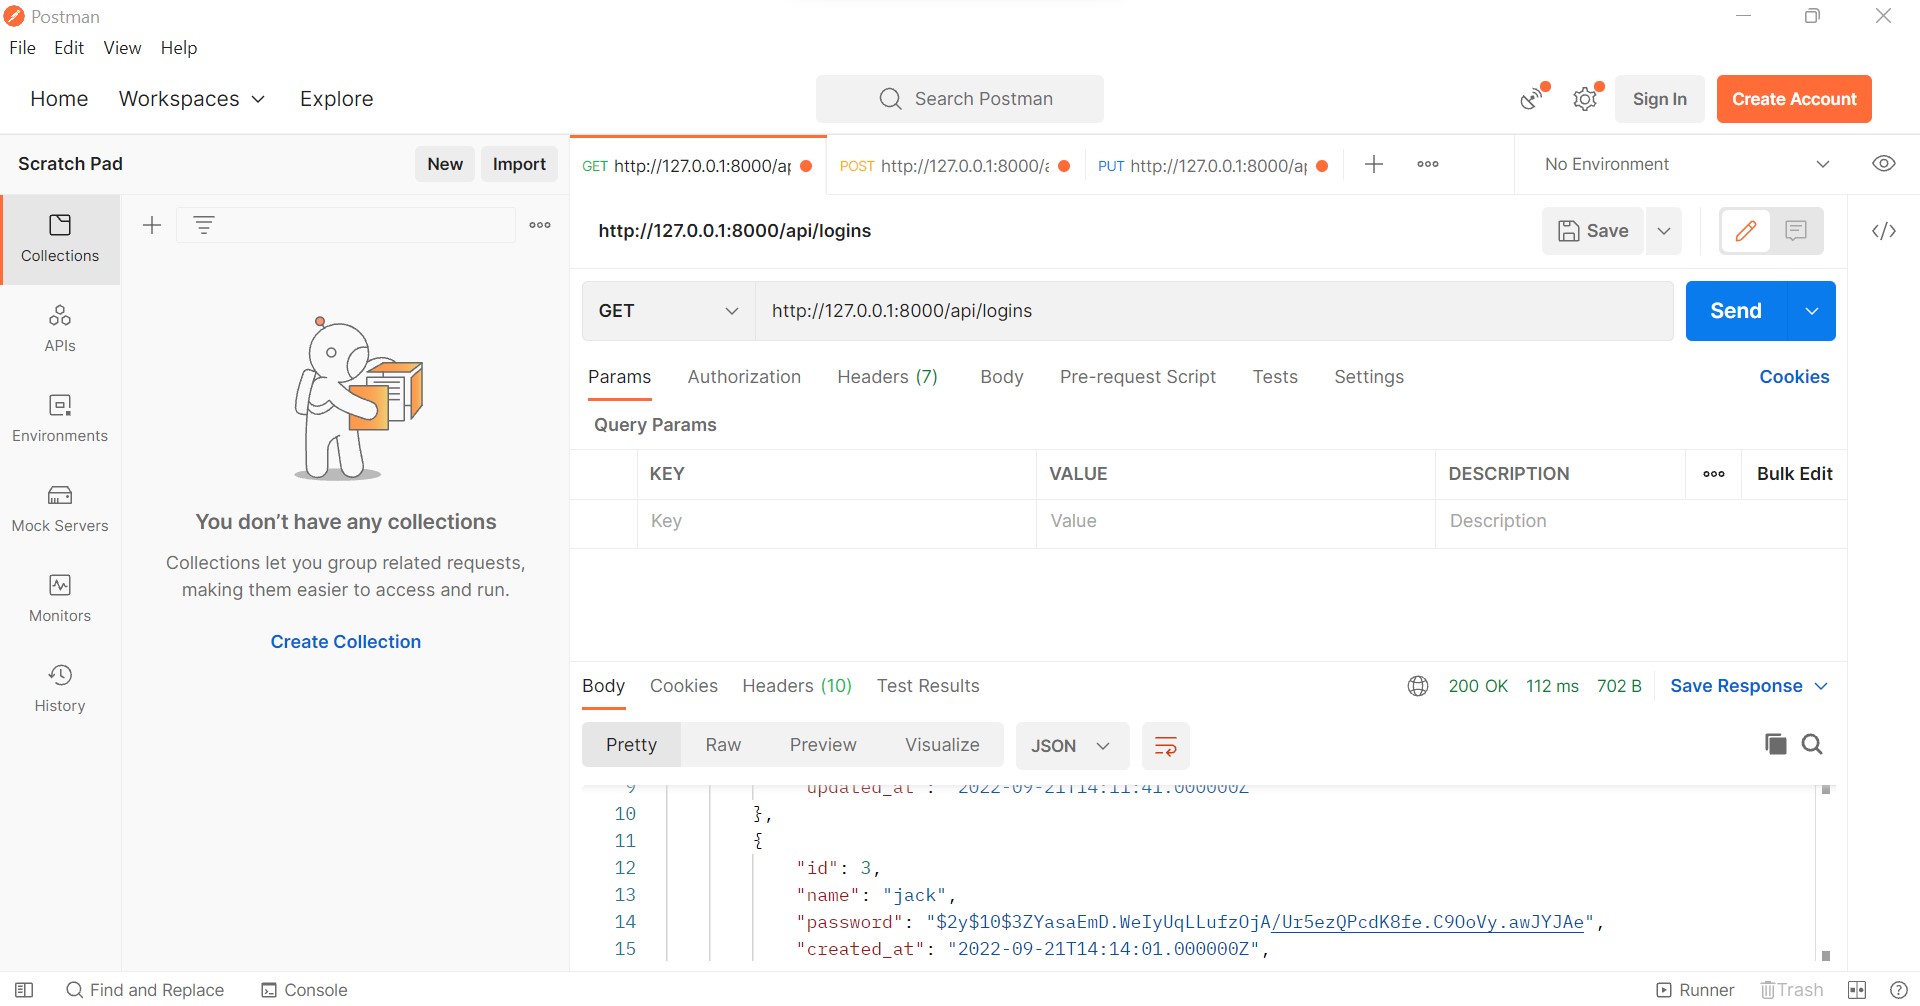 Postman
File Edit View Help
Home Workspaces Explore
Search Postman
Sign In
Create Account
Scratch Pad
New
Import
GET http://127.0.0.1:8000/ap
POST http://127.0.0.1:8000/a
PUT http://127.0.0.1:8000/ap
No Environment
Collections
APIs
Environments
Mock Servers
Monitors
History
You don’t have any collections
Collections let you group related requests,
making them easier to access and run.
Create Collection
http://127.0.0.1:8000/api/logins
Save
GET
http://127.0.0.1:8000/api/logins
Send
Params Authorization Headers (7) Body Pre-request Script Tests Settings
Cookies
Query Params
KEY VALUE DESCRIPTION
Bulk Edit
Key Value Description
Body Cookies Headers (10) Test Results
200 OK 112 ms 702 B
Save Response
Pretty Raw Preview Visualize
JSON
9 "updated_at": "2022-09-21T14:11:41.000000Z"
10 },
11 {
12 "id": 3,
13 "name": "jack",
14 "password": "$2y$10$3ZYasaEmD.WeIyUqLLufzOjA/Ur5ezQPcdK8fe.C9OoVy.awJYJAe",
15 "created_at": "2022-09-21T14:14:01.000000Z",
Find and Replace
Console
Runner
Trash